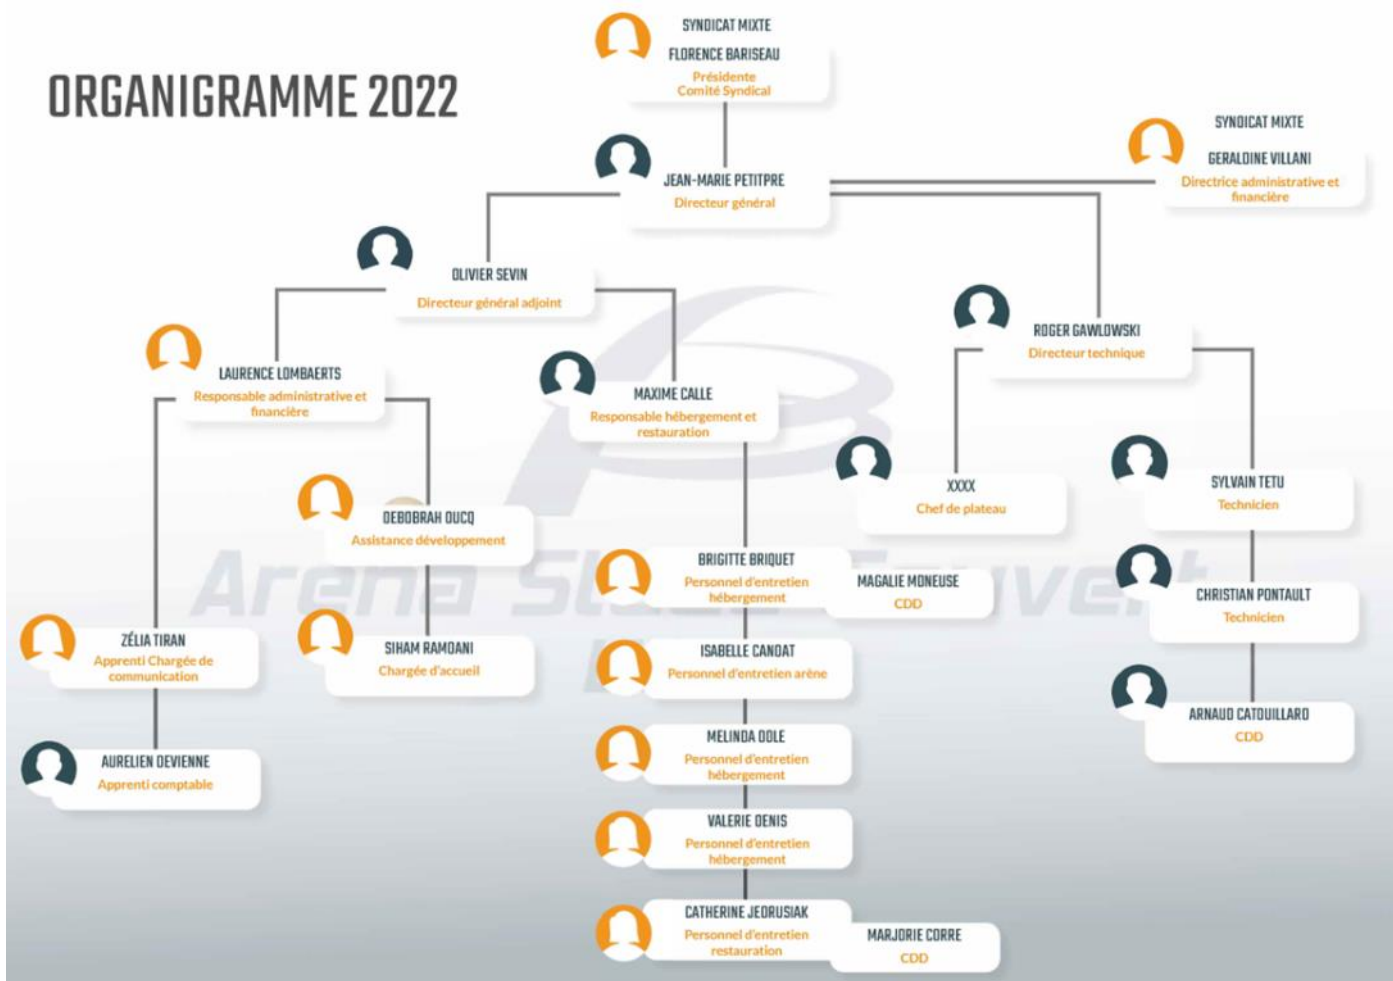 ORGANIGRAMME 2022
SYNDICAT MIXTE
FLORENCE BARISEAU
Présidente
Comité Syndical
SYNDICAT MIXTE
GERALDINE VILLANI
Directrice administrative et
financière
JEAN-MARIE PETITPRE
Directeur général
OLIVIER SEVIN
Directeur général adjoint
ROGER GAWLOWSKI
Directeur technique
LAURENCE LOMBAERTS
Responsable administrative et
financière
MAXIME CALLE
Responsable hébergement et
restauration
XXXX
Chef de plateau
SYLVAIN TETU
Technicien
DEBOBRAH DUCQ
Assistance développement
BRIGITTE BRIQUET
Personnel d'entretien
hébergement
MAGALIE MONEUSE
CDD
CHRISTIAN PONTAULT
Technicien
ZÉLIA TIRAN
Apprenti Chargée de
communication
SIHAM RAMDANI
Chargée d'accueil
ISABELLE CANDAT
Personnel d'entretien arène
ARNAUD CATOUILLARD
CDD
MELINDA DOLE
Personnel d'entretien
hébergement
AURELIEN DEVIENNE
Apprenti comptable
VALERIE DENIS
Personnel d'entretien
hébergement
CATHERINE JEDRUSIAK
Personnel d'entretien
restauration
MARJORIE CORRE
CDD
Arena